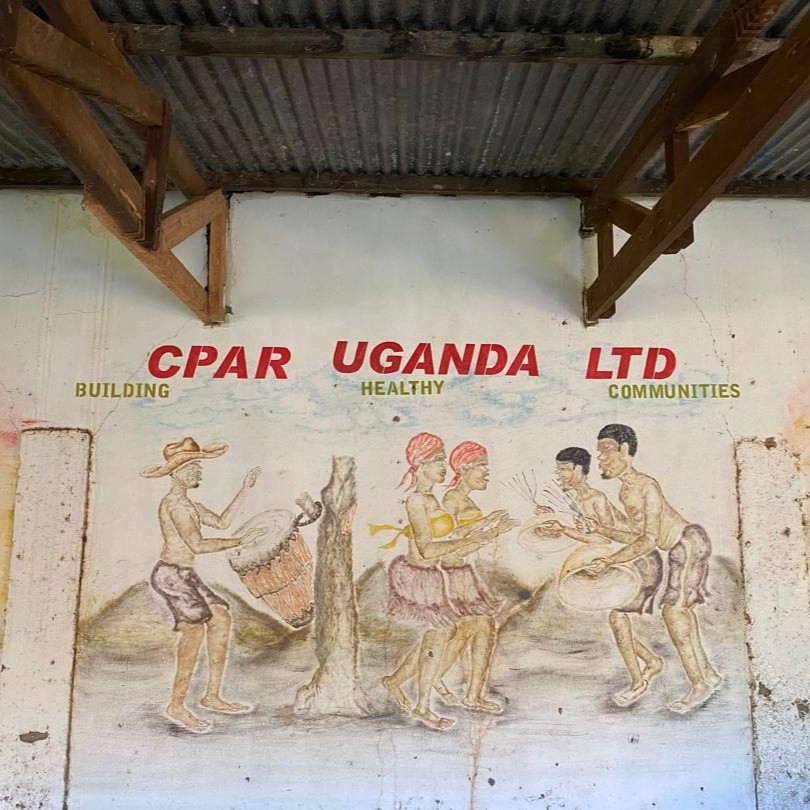 CPAR UGANDA LTD
BUILDING HEALTHY COMMUNITIES